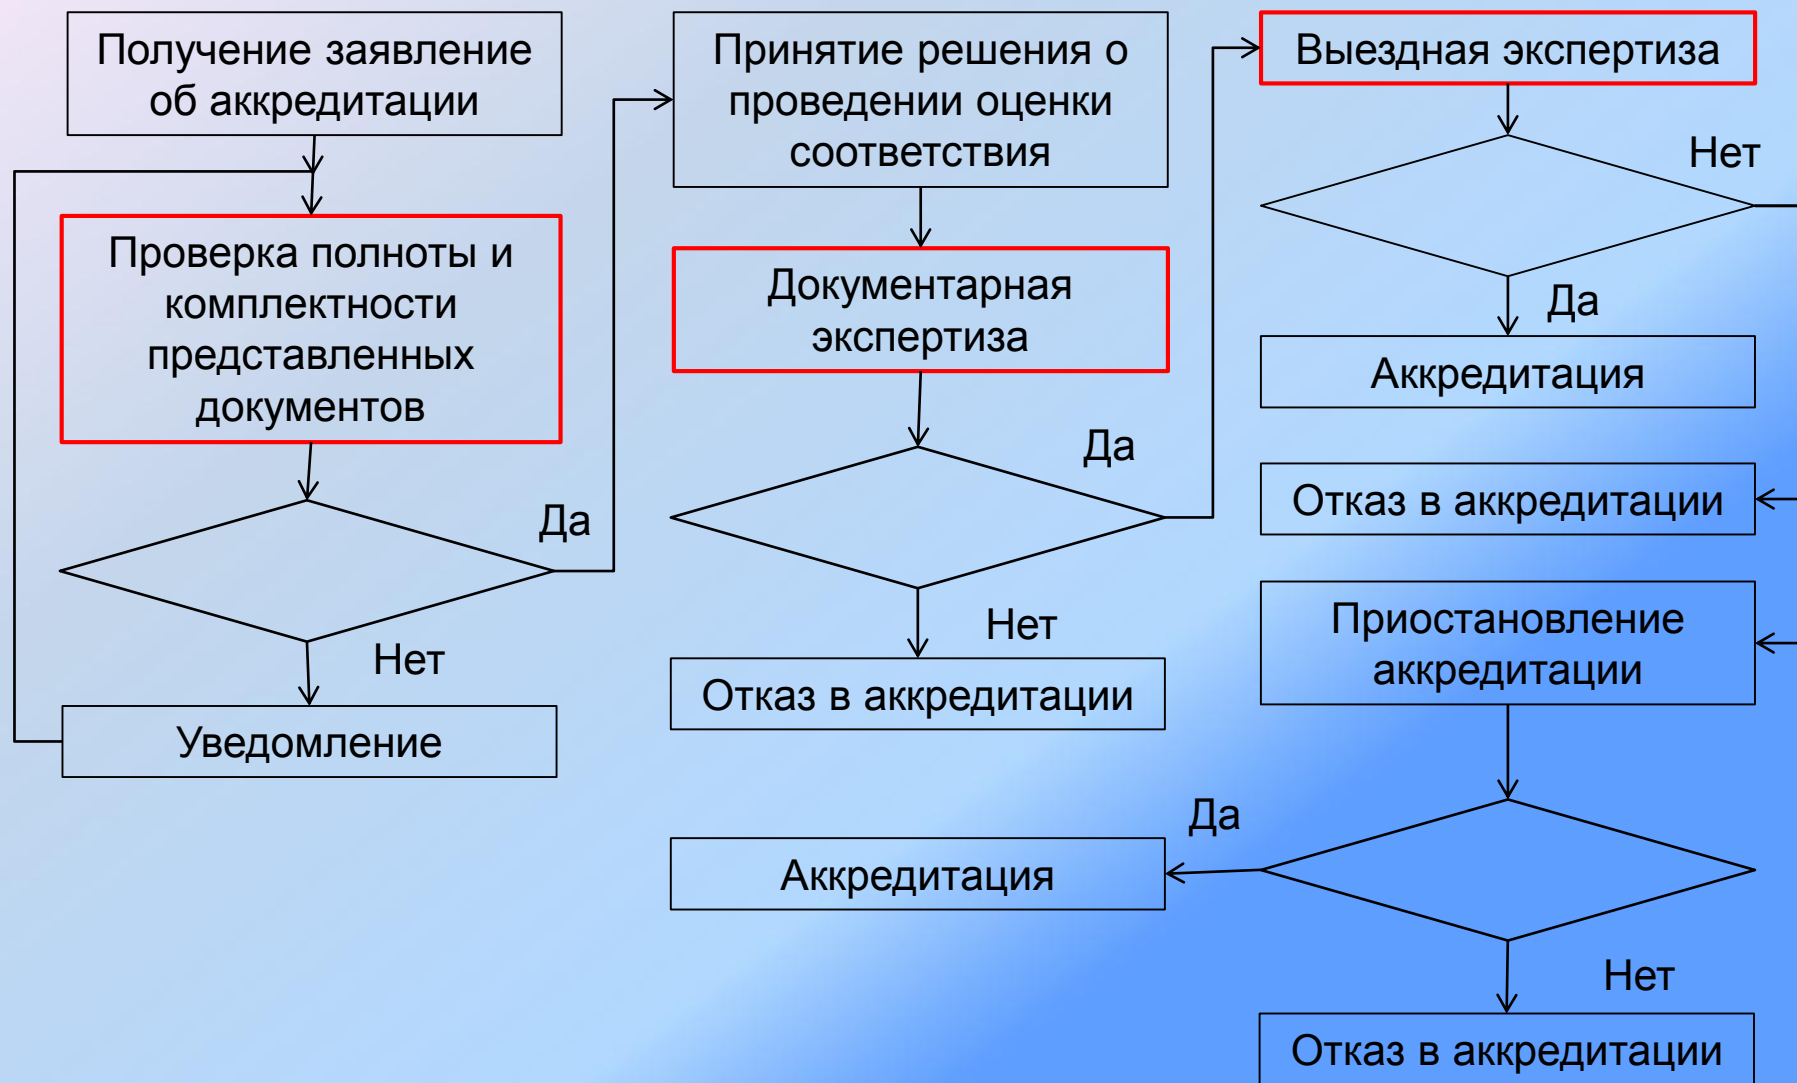 Получение заявление
об аккредитации
Проверка полноты и
комплектности
представленных
документов
Да
Нет
Уведомление
Принятие решения о
проведении оценки
соответствия
Документарная
экспертиза
Да
Нет
Отказ в аккредитации
Выездная экспертиза
Нет
Да
Аккредитация
Отказ в аккредитации
Приостановление
аккредитации
Да
Аккредитация
Нет
Отказ в аккредитации